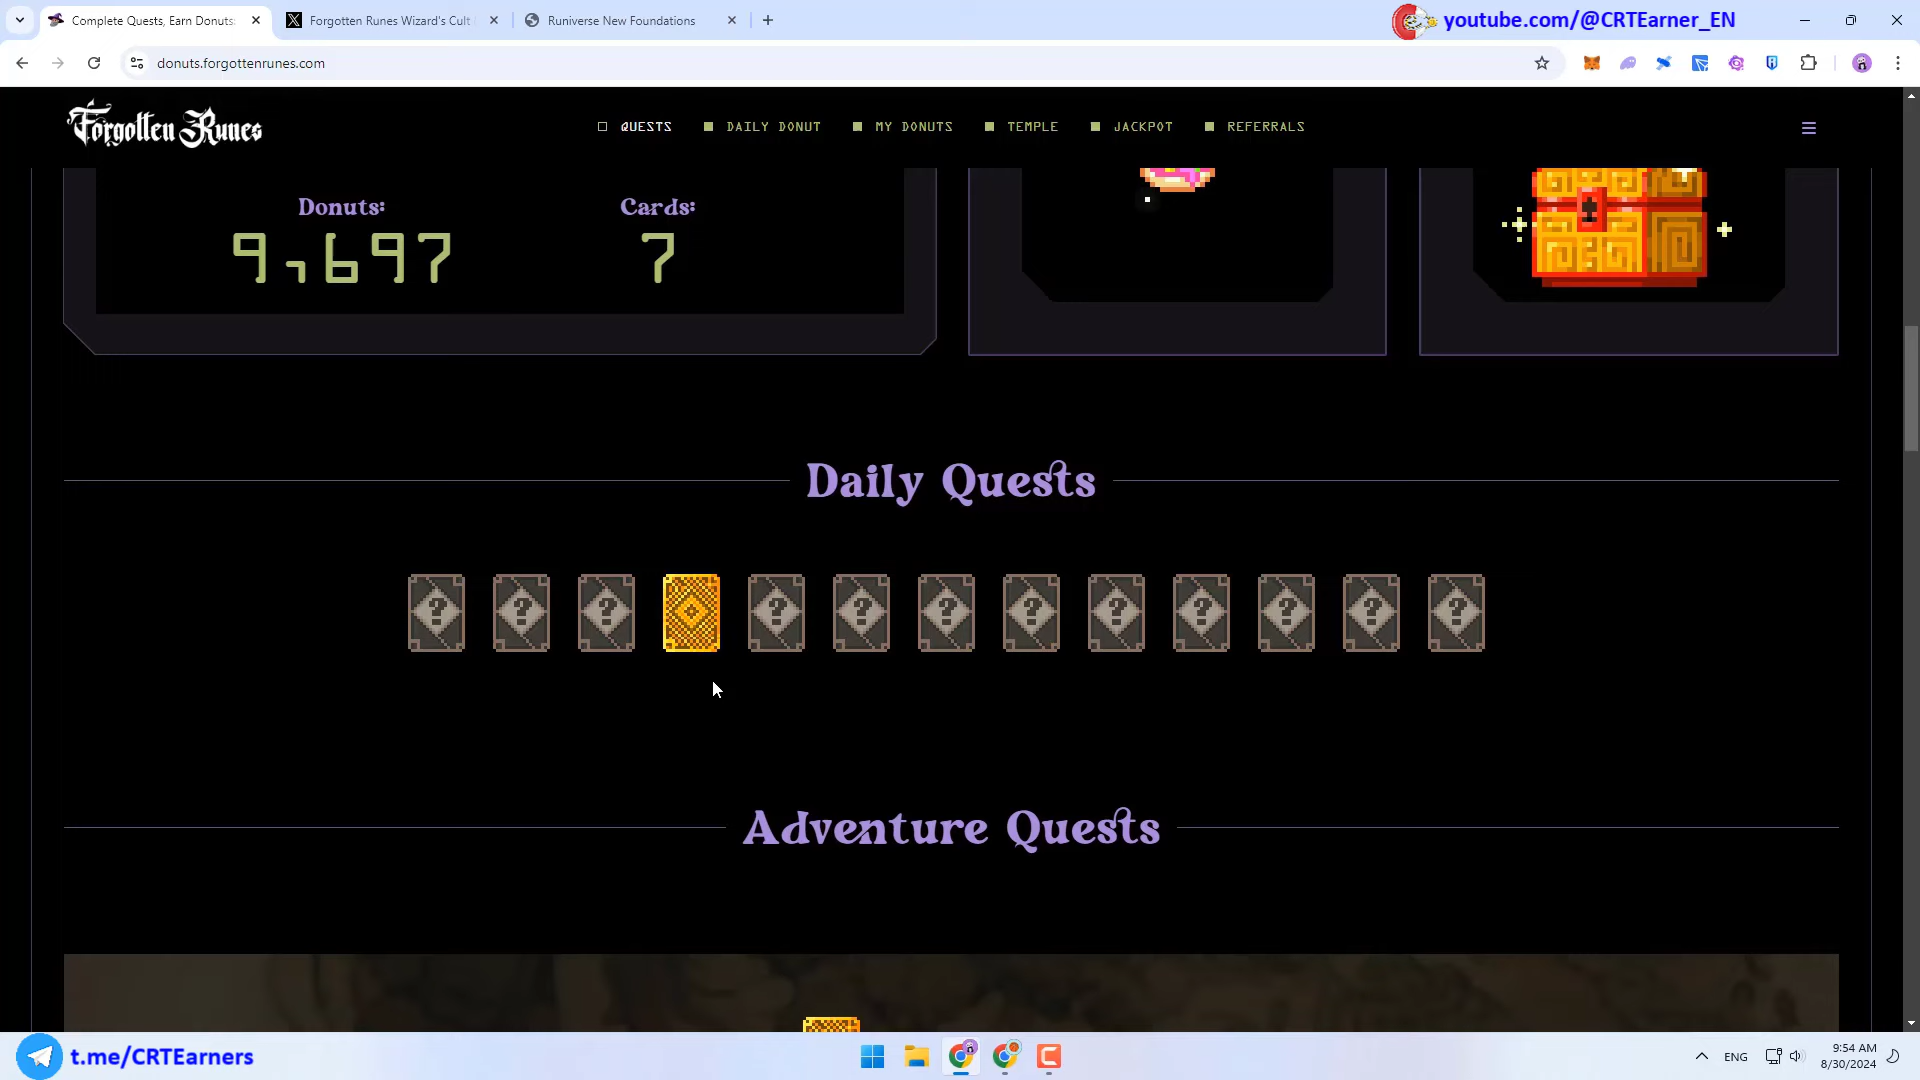 Complete Quests, Earn Donuts
Forgotten Runes Wizard's Cult
Runiverse New Foundations
youtube.com/@CRTEarner_EN
donuts.forgottenrunes.com
Forgotten Runes
QUESTS
DAILY DONUT
MY DONUTS
TEMPLE
JACKPOT
REFERRALS
Donuts:
Cards:
9,697
7
Daily Quests
? ? ? ? ? ? ? ? ? ? ? ?
Adventure Quests
t.me/CRTEarners
ENG
9:54 AM
8/30/2024